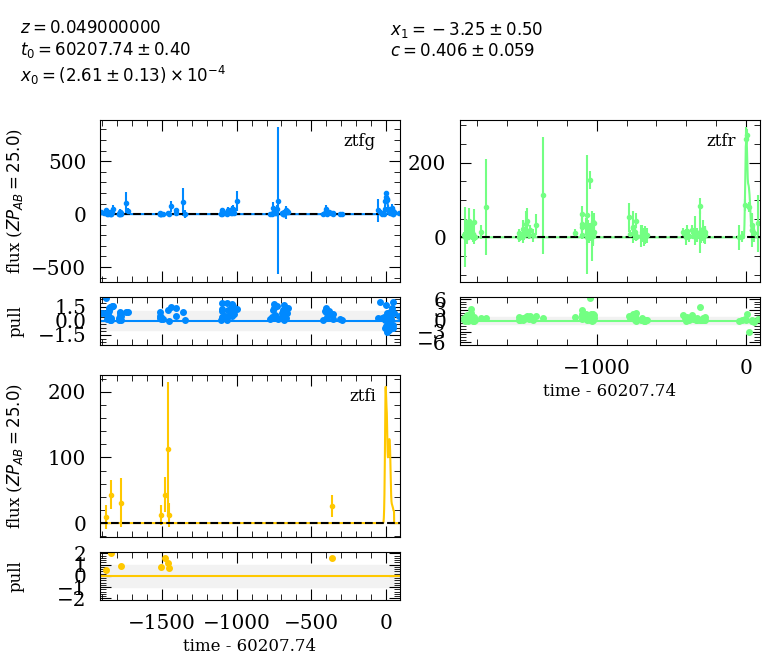 z = 0.049000000
t₀ = 60207.74 ± 0.40
x₀ = (2.61 ± 0.13) × 10⁻⁴
x₁ = −3.25 ± 0.50
c = 0.406 ± 0.059
ztfg
500
0
−500
flux (ZP_AB = 25.0)
ztfr
200
0
1.5
0.0
−1.5
pull
6
3
0
−3
−6
−1000
0
time - 60207.74
ztfi
200
100
0
flux (ZP_AB = 25.0)
2
1
0
−1
−2
pull
−1500
−1000
−500
0
time - 60207.74